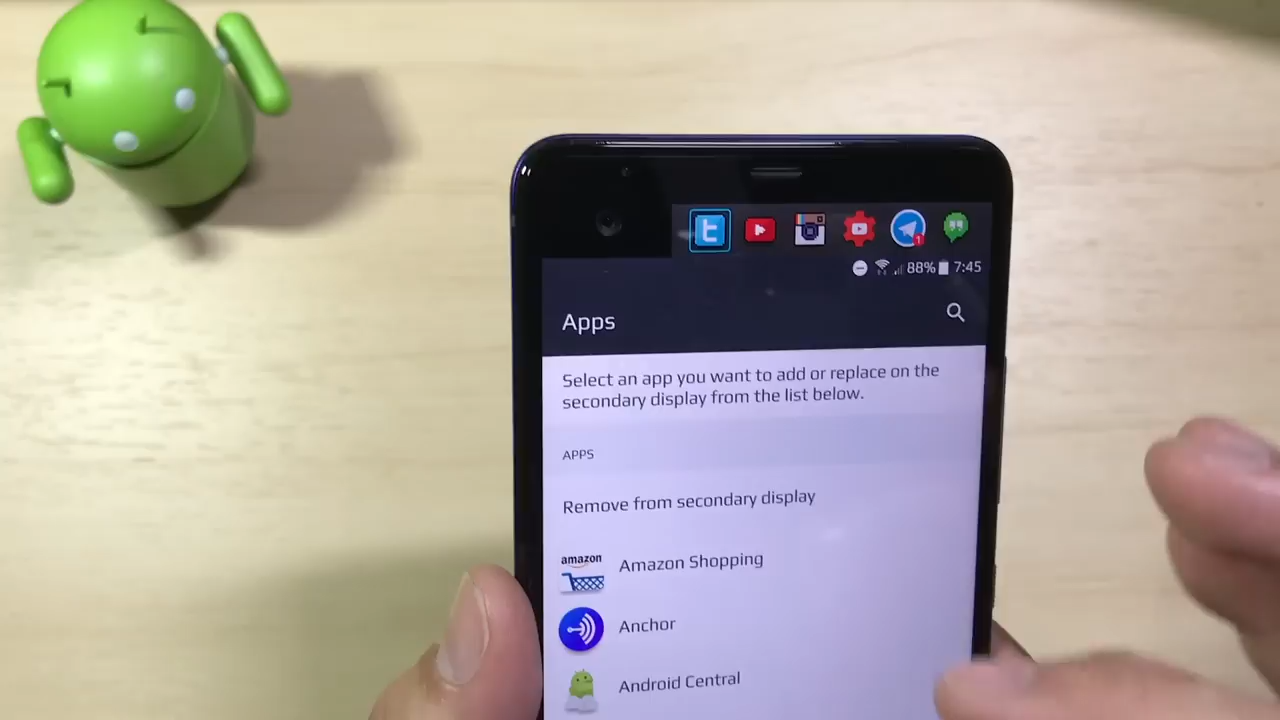 t
1
88% 7:45
Apps
Select an app you want to add or replace on the
secondary display from the list below.
APPS
Remove from secondary display
amazon
Amazon Shopping
Anchor
Android Central